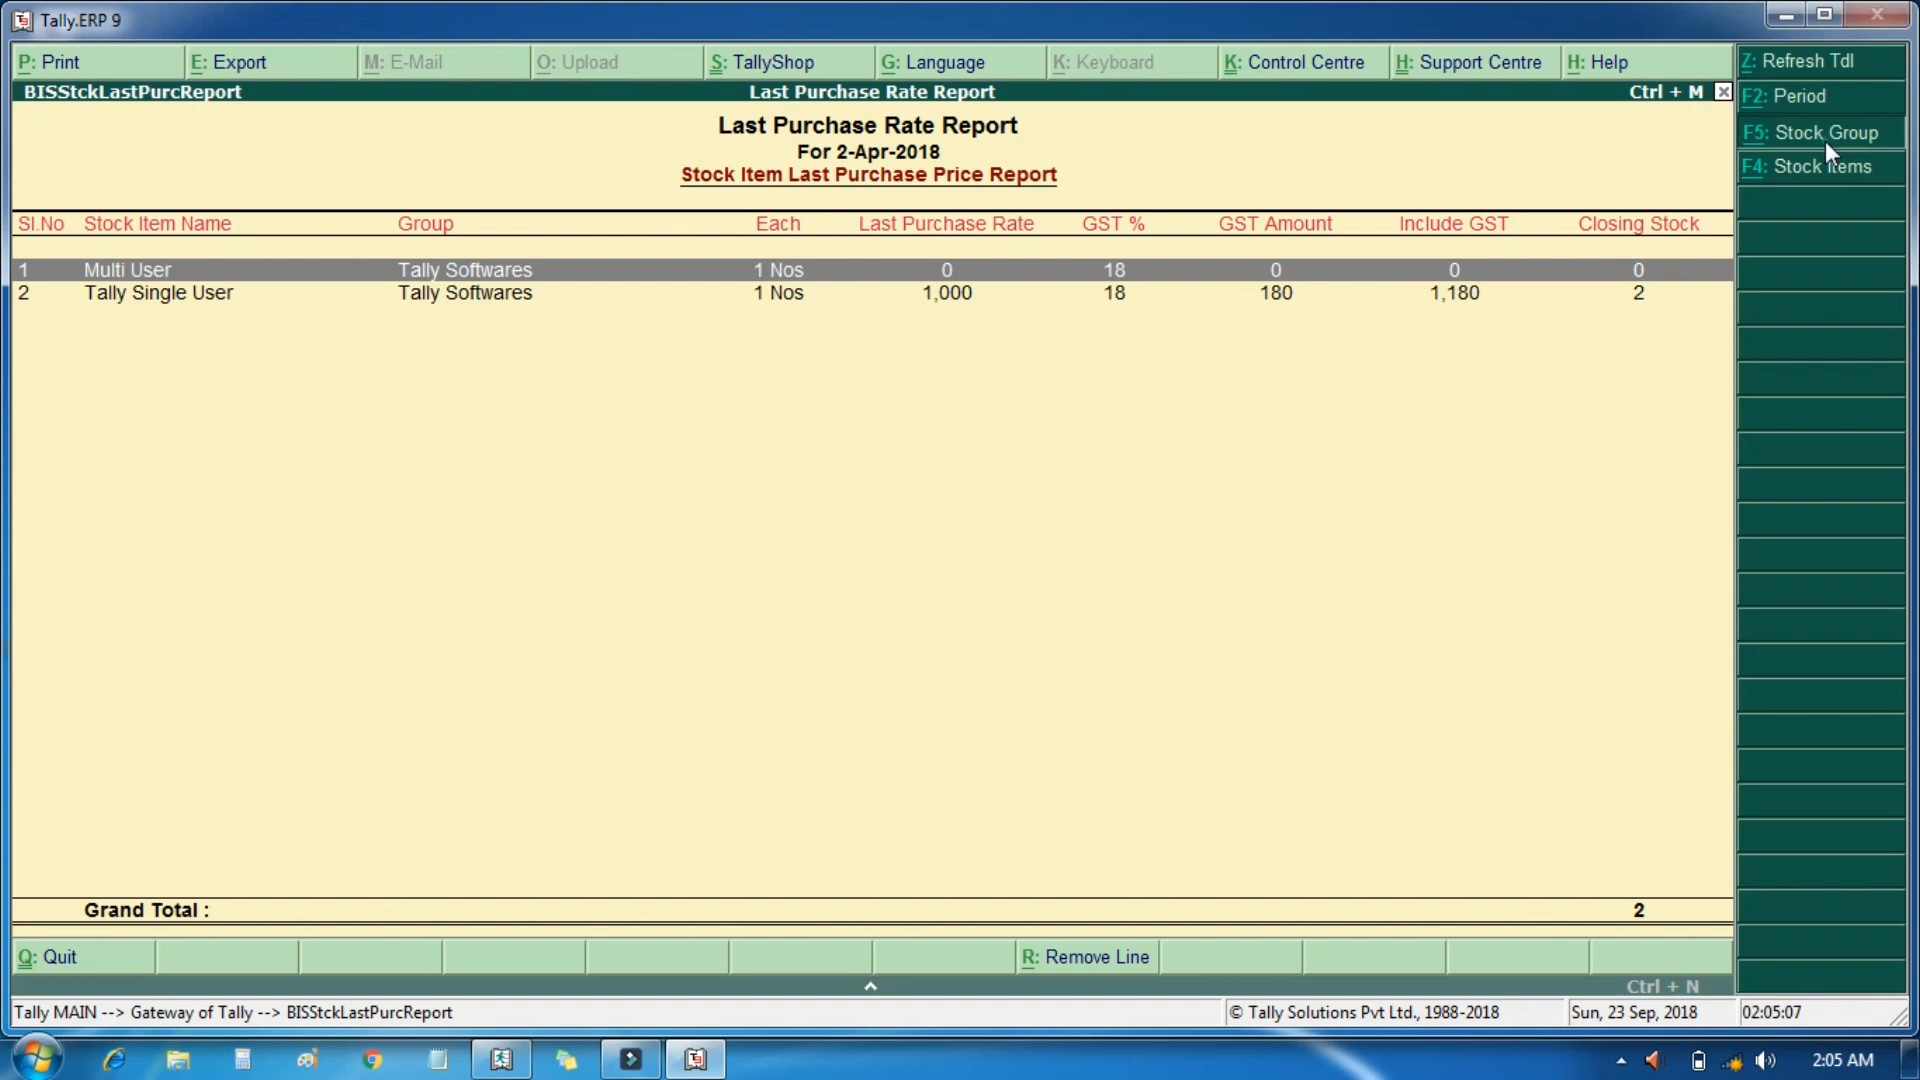 Tally.ERP 9
P: Print E: Export M: E-Mail O: Upload S: TallyShop G: Language K: Keyboard K: Control Centre H: Support Centre H: Help
Z: Refresh Tdl
F2: Period
F5: Stock Group
F4: Stock Items
BISStckLastPurcReport Last Purchase Rate Report Ctrl + M
Last Purchase Rate Report
For 2-Apr-2018
Stock Item Last Purchase Price Report
Sl.No Stock Item Name Group Each Last Purchase Rate GST % GST Amount Include GST Closing Stock
1 Multi User Tally Softwares 1 Nos 0 18 0 0 0
2 Tally Single User Tally Softwares 1 Nos 1,000 18 180 1,180 2
Grand Total : 2
Q: Quit R: Remove Line
Ctrl + N
Tally MAIN --> Gateway of Tally --> BISStckLastPurcReport © Tally Solutions Pvt Ltd., 1988-2018 Sun, 23 Sep, 2018 02:05:07
2:05 AM